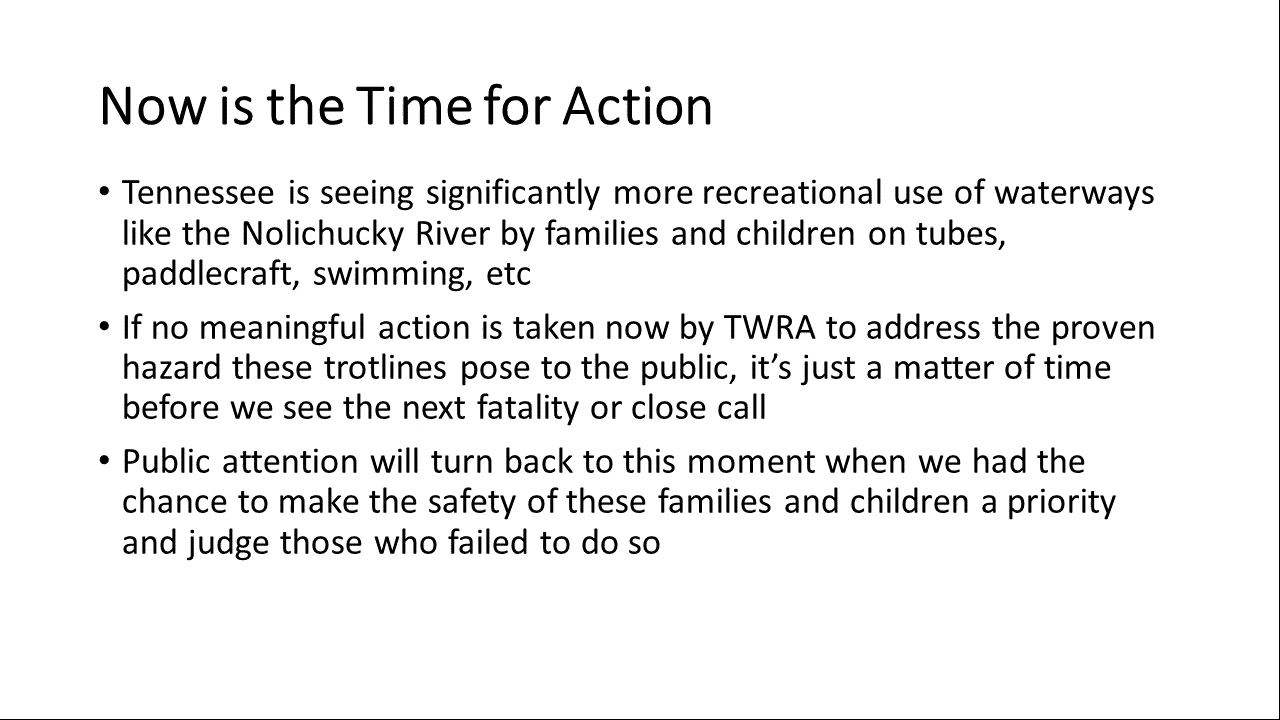 Now is the Time for Action
• Tennessee is seeing significantly more recreational use of waterways
like the Nolichucky River by families and children on tubes,
paddlecraft, swimming, etc
• If no meaningful action is taken now by TWRA to address the proven
hazard these trotlines pose to the public, it’s just a matter of time
before we see the next fatality or close call
• Public attention will turn back to this moment when we had the
chance to make the safety of these families and children a priority
and judge those who failed to do so